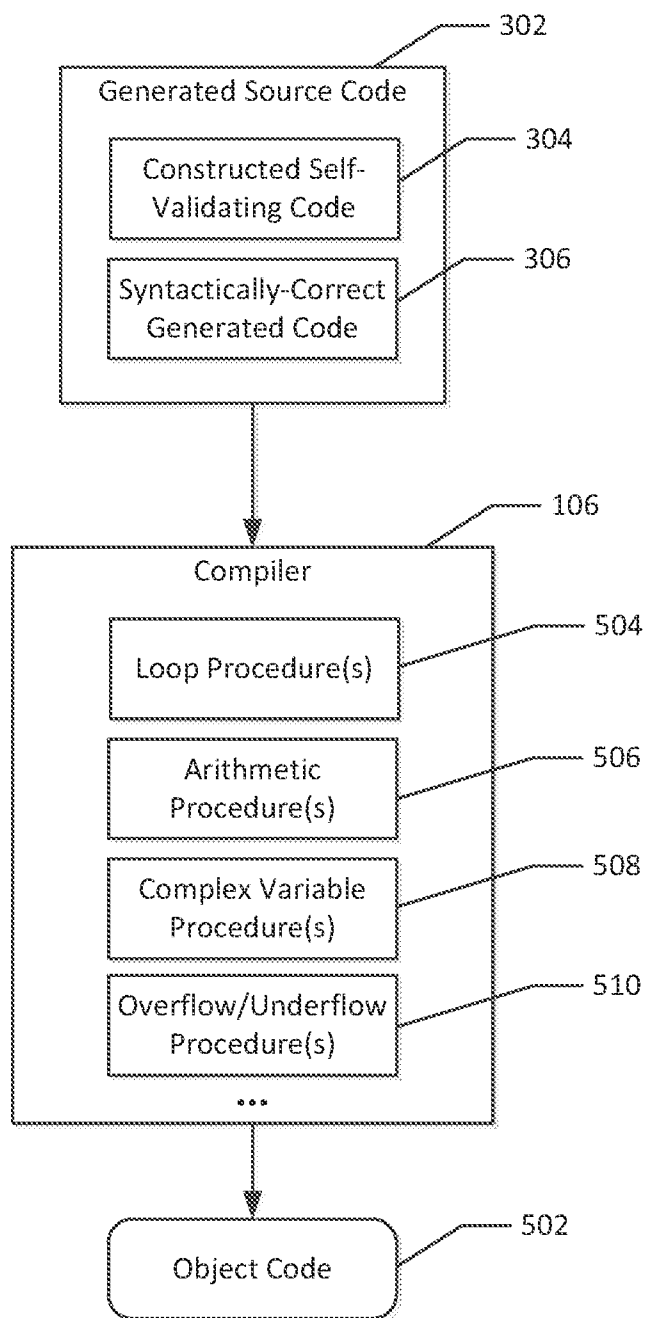 302
Generated Source Code
304
Constructed Self-
Validating Code
306
Syntactically-Correct
Generated Code
106
Compiler
504
Loop Procedure(s)
506
Arithmetic
Procedure(s)
508
Complex Variable
Procedure(s)
510
Overflow/Underflow
Procedure(s)
...
502
Object Code